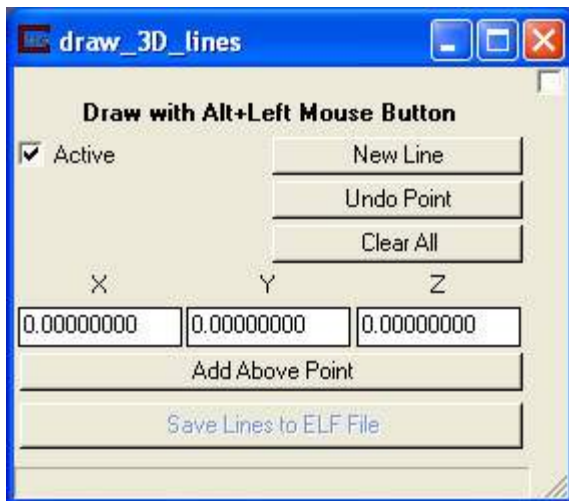 draw_3D_lines
Draw with Alt+Left Mouse Button
Active
New Line
Undo Point
Clear All
X Y Z
0.00000000 0.00000000 0.00000000
Add Above Point
Save Lines to ELF File